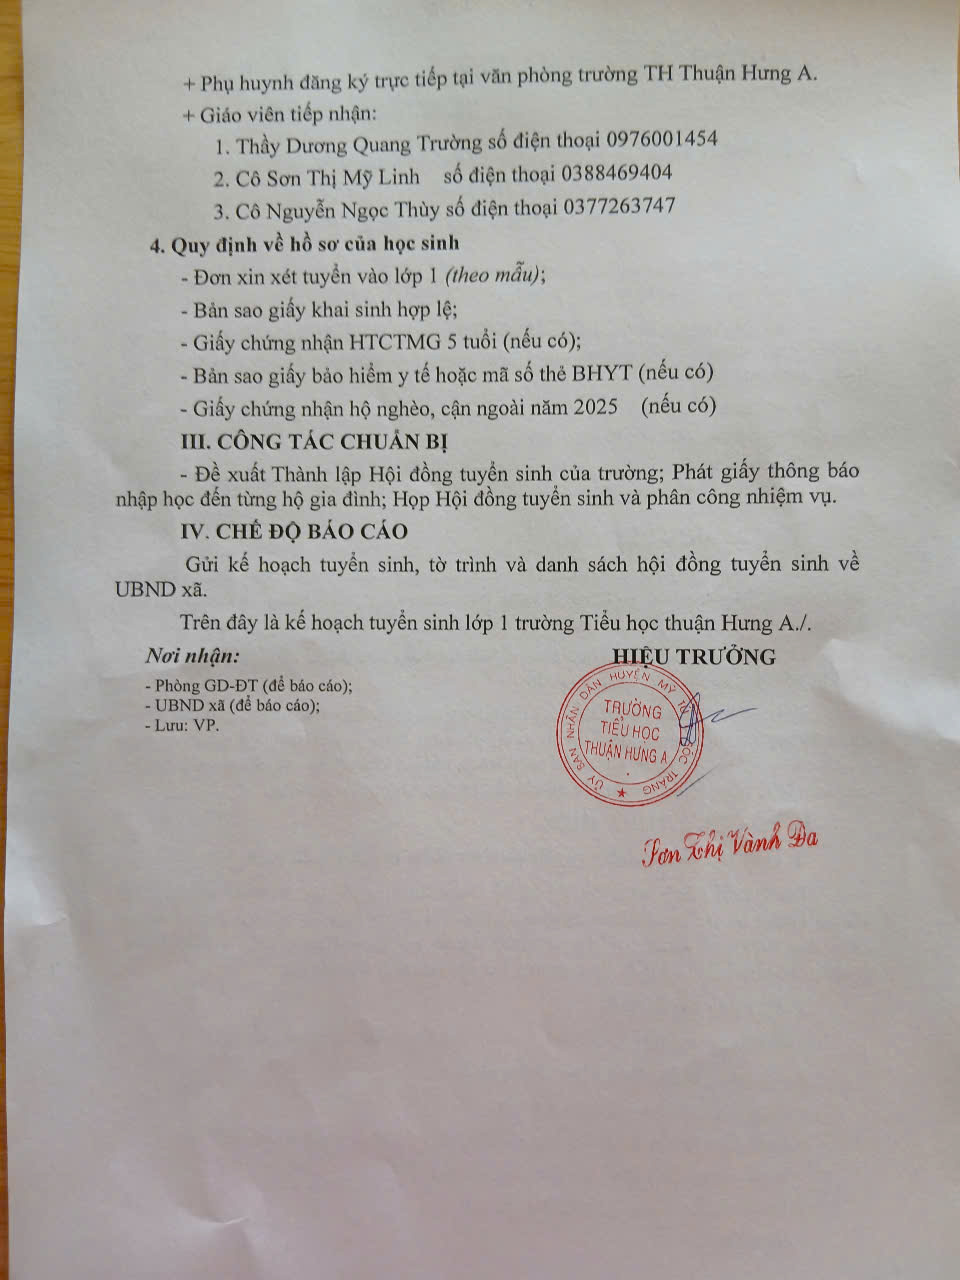 + Phụ huynh đăng ký trực tiếp tại văn phòng trường TH Thuận Hưng A.
+ Giáo viên tiếp nhận:
1. Thầy Dương Quang Trường số điện thoại 0976001454
2. Cô Sơn Thị Mỹ Linh số điện thoại 0388469404
3. Cô Nguyễn Ngọc Thùy số điện thoại 0377263747
4. Quy định về hồ sơ của học sinh
- Đơn xin xét tuyển vào lớp 1 (theo mẫu);
- Bản sao giấy khai sinh hợp lệ;
- Giấy chứng nhận HTCTMG 5 tuổi (nếu có);
- Bản sao giấy bảo hiểm y tế hoặc mã số thẻ BHYT (nếu có)
- Giấy chứng nhận hộ nghèo, cận ngoài năm 2025 (nếu có)
III. CÔNG TÁC CHUẨN BỊ
- Đề xuất Thành lập Hội đồng tuyển sinh của trường; Phát giấy thông báo
nhập học đến từng hộ gia đình; Họp Hội đồng tuyển sinh và phân công nhiệm vụ.
IV. CHẾ ĐỘ BÁO CÁO
Gửi kế hoạch tuyển sinh, tờ trình và danh sách hội đồng tuyển sinh về
UBND xã.
Trên đây là kế hoạch tuyển sinh lớp 1 trường Tiểu học thuận Hưng A./.
Nơi nhận:
- Phòng GD-ĐT (để báo cáo);
- UBND xã (để báo cáo);
- Lưu: VP.
HIỆU TRƯỞNG
ỦY BAN NHÂN DÂN HUYỆN MỸ TÚ SÓC TRĂNG
TRƯỜNG
TIỂU HỌC
THUẬN HƯNG A
Sơn Thị Vành Đa